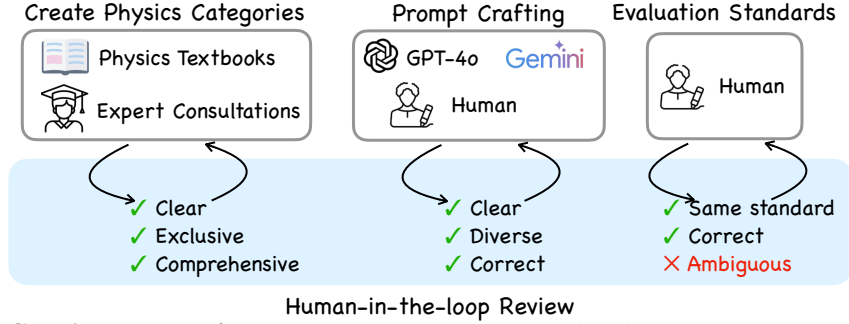 Create Physics Categories
Physics Textbooks
Expert Consultations
Prompt Crafting
GPT-4o Gemini
Human
Evaluation Standards
Human
✓ Clear
✓ Exclusive
✓ Comprehensive
✓ Clear
✓ Diverse
✓ Correct
✓ Same standard
✓ Correct
✕ Ambiguous
Human-in-the-loop Review